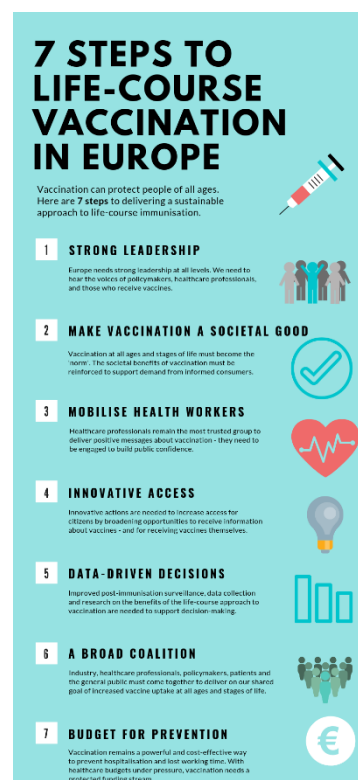 7 STEPS TO
LIFE-COURSE
VACCINATION
IN EUROPE
Vaccination can protect people of all ages.
Here are 7 steps to delivering a sustainable
approach to life-course immunisation.
1 STRONG LEADERSHIP
Europe needs strong leadership at all levels. We need to
hear the voices of policymakers, healthcare professionals,
and those who receive vaccines.
2 MAKE VACCINATION A SOCIETAL GOOD
Vaccination at all ages and stages of life must become the
'norm'. The societal benefits of vaccination must be
reinforced to support demand from informed consumers.
3 MOBILISE HEALTH WORKERS
Healthcare professionals remain the most trusted group to
deliver positive messages about vaccination - they need to
be engaged to build public confidence.
4 INNOVATIVE ACCESS
Innovative actions are needed to increase access for
citizens by broadening opportunities to receive information
about vaccines - and for receiving vaccines themselves.
5 DATA-DRIVEN DECISIONS
Improved post-immunisation surveillance, data collection
and research on the benefits of the life-course approach to
vaccination are needed to support decision-making.
6 A BROAD COALITION
Industry, healthcare professionals, policymakers, patients and
the general public must come together to deliver on our shared
goal of increased vaccine uptake at all ages and stages of life.
7 BUDGET FOR PREVENTION
Vaccination remains a powerful and cost-effective way
to prevent hospitalisation and lost working time. With
healthcare budgets under pressure, vaccination needs a
protected funding stream.
€